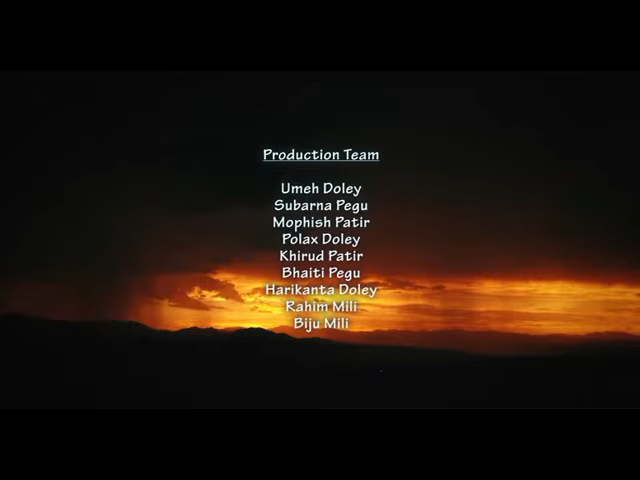 Production Team
Umeh Doley
Subarna Pegu
Mophish Patir
Polax Doley
Khirud Patir
Bhaiti Pegu
Harikanta Doley
Rahim Mili
Biju Mili